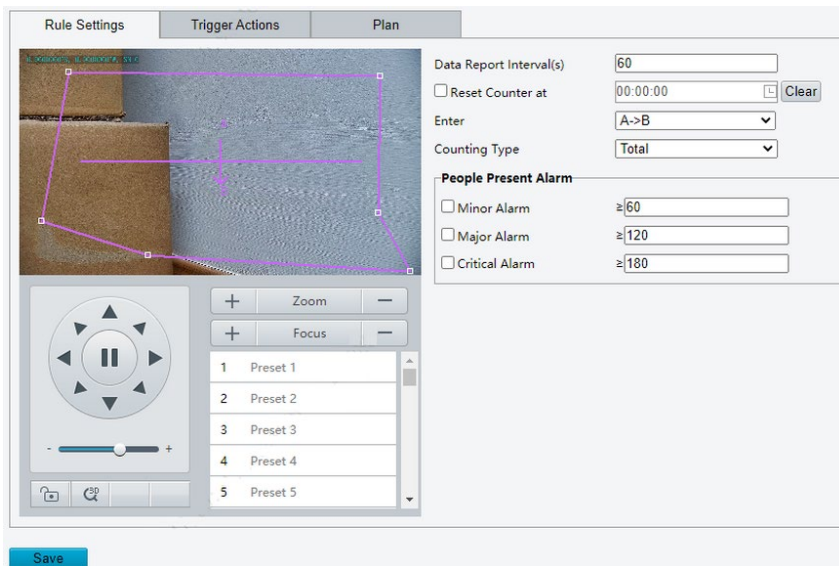 Rule Settings
Trigger Actions
Plan
Data Report Interval(s)
60
Reset Counter at
00:00:00
Clear
Enter
A->B
Counting Type
Total
People Present Alarm
Minor Alarm
≥60
Major Alarm
≥120
Critical Alarm
≥180
+ Zoom −
+ Focus −
1 Preset 1
2 Preset 2
3 Preset 3
4 Preset 4
5 Preset 5
- +
3D
Save